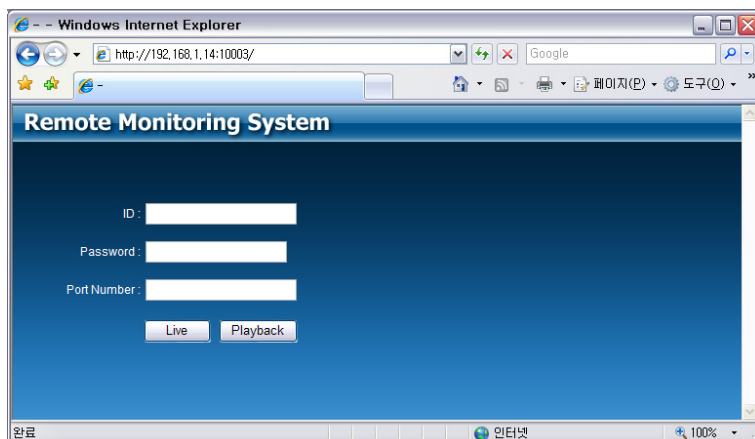 - - Windows Internet Explorer
http://192,168,1,14:10003/
Google
-
페이지(P)
도구(O)
»
Remote Monitoring System
ID :
Password :
Port Number :
Live
Playback
완료
인터넷
100%